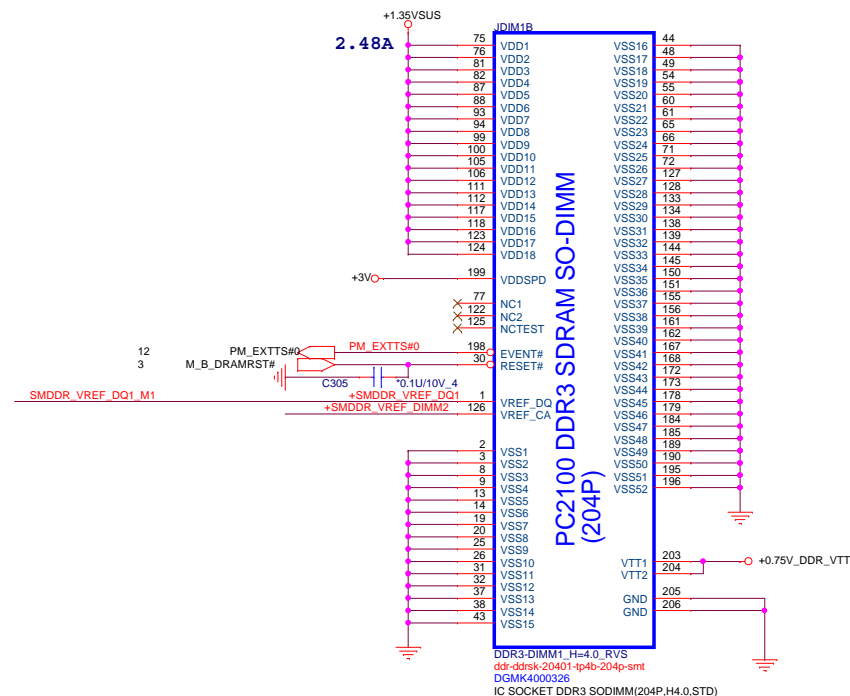 +1.35VSUS
2.48A
JDIM1B
75 VDD1 VSS16 44
76 VDD2 VSS17 48
81 VDD3 VSS18 49
82 VDD4 VSS19 54
87 VDD5 VSS20 55
88 VDD6 VSS21 60
93 VDD7 VSS22 61
94 VDD8 VSS23 65
99 VDD9 VSS24 66
100 VDD10 VSS25 71
105 VDD11 VSS26 72
106 VDD12 VSS27 127
111 VDD13 VSS28 128
112 VDD14 VSS29 133
117 VDD15 VSS30 134
118 VDD16 VSS31 138
123 VDD17 VSS32 139
124 VDD18 VSS33 144
VSS34 145
+3V 199 VDDSPD VSS35 150
VSS36 151
77 NC1 VSS37 155
122 NC2 VSS38 156
125 NCTEST VSS39 161
VSS40 162
12 PM_EXTTS#0 PM_EXTTS#0 198 EVENT# VSS41 167
3 M_B_DRAMRST# 30 RESET# VSS42 168
VSS43 172
C305 *0.1U/10V_4 VSS44 173
SMDDR_VREF_DQ1_M1 +SMDDR_VREF_DQ1 1 VREF_DQ VSS45 178
+SMDDR_VREF_DIMM2 126 VREF_CA VSS46 179
VSS47 184
VSS48 185
2 VSS1 VSS49 189
3 VSS2 VSS50 190
8 VSS3 VSS51 195
9 VSS4 VSS52 196
13 VSS5
14 VSS6
19 VSS7
20 VSS8
25 VSS9
26 VSS10 VTT1 203 +0.75V_DDR_VTT
31 VSS11 VTT2 204
32 VSS12
37 VSS13 GND 205
38 VSS14 GND 206
43 VSS15
PC2100 DDR3 SDRAM SO-DIMM
(204P)
DDR3-DIMM1_H=4.0_RVS
ddr-ddrsk-20401-tp4b-204p-smt
DGMK4000326
IC SOCKET DDR3 SODIMM(204P,H4.0,STD)